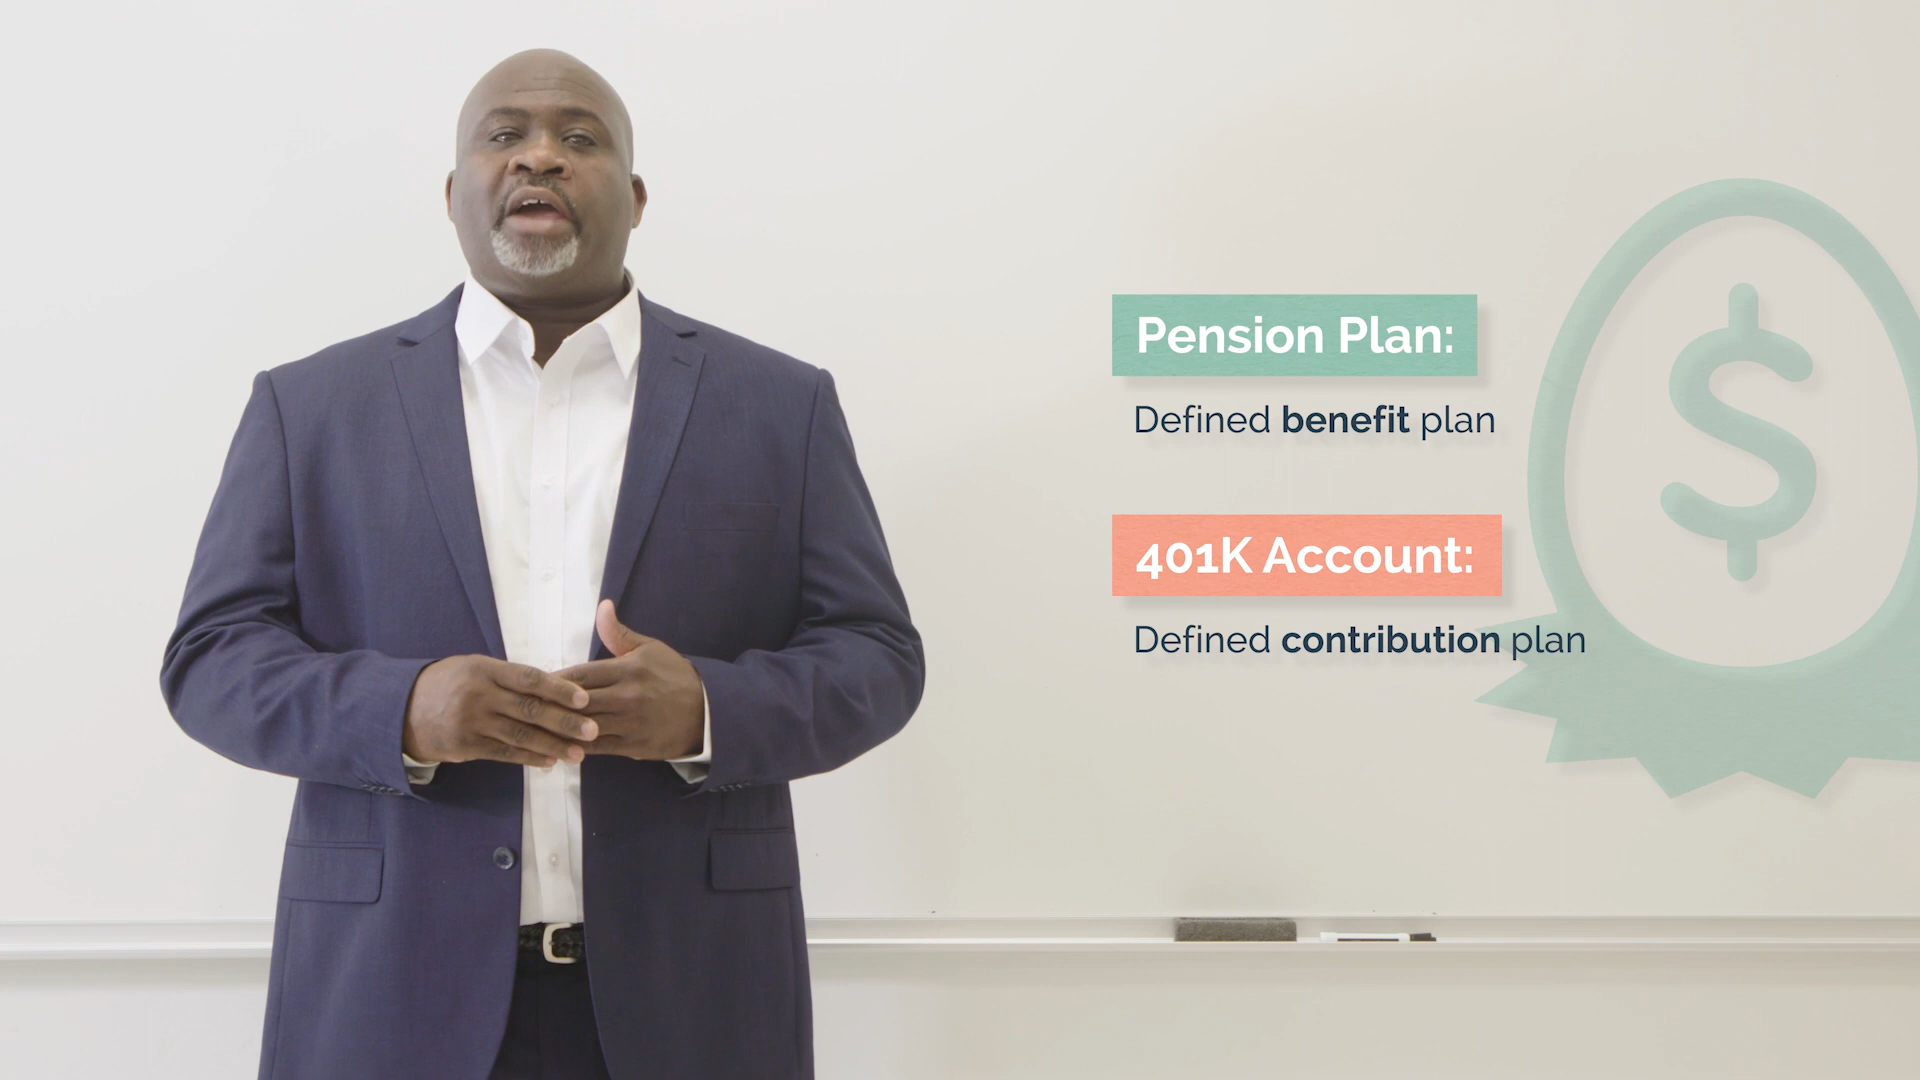 Pension Plan:
Defined benefit plan
401K Account:
Defined contribution plan
$